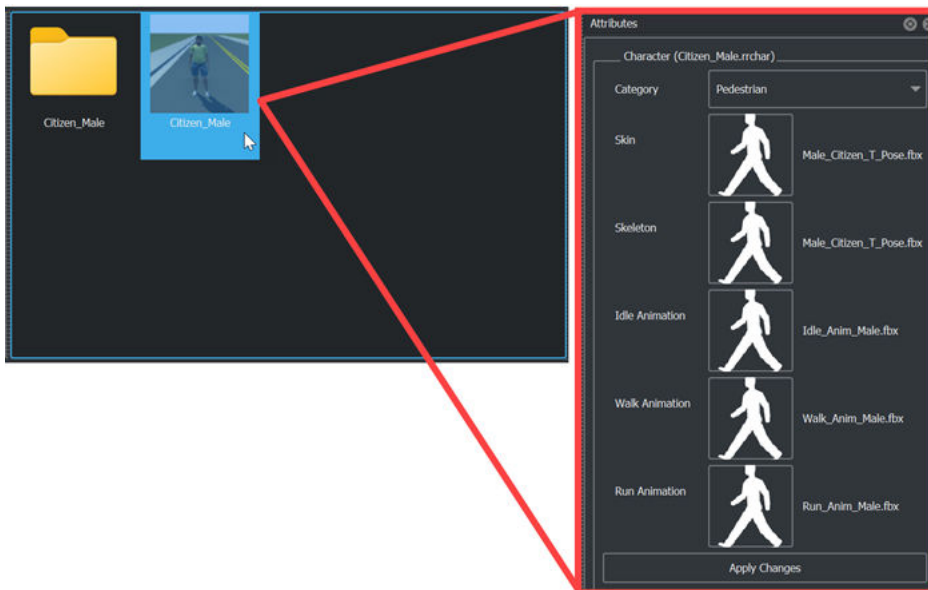 Citizen_Male
Citizen_Male
Attributes
Character (Citizen_Male.rrchar)
Category
Pedestrian
Skin
Male_Citizen_T_Pose.fbx
Skeleton
Male_Citizen_T_Pose.fbx
Idle Animation
Idle_Anim_Male.fbx
Walk Animation
Walk_Anim_Male.fbx
Run Animation
Run_Anim_Male.fbx
Apply Changes